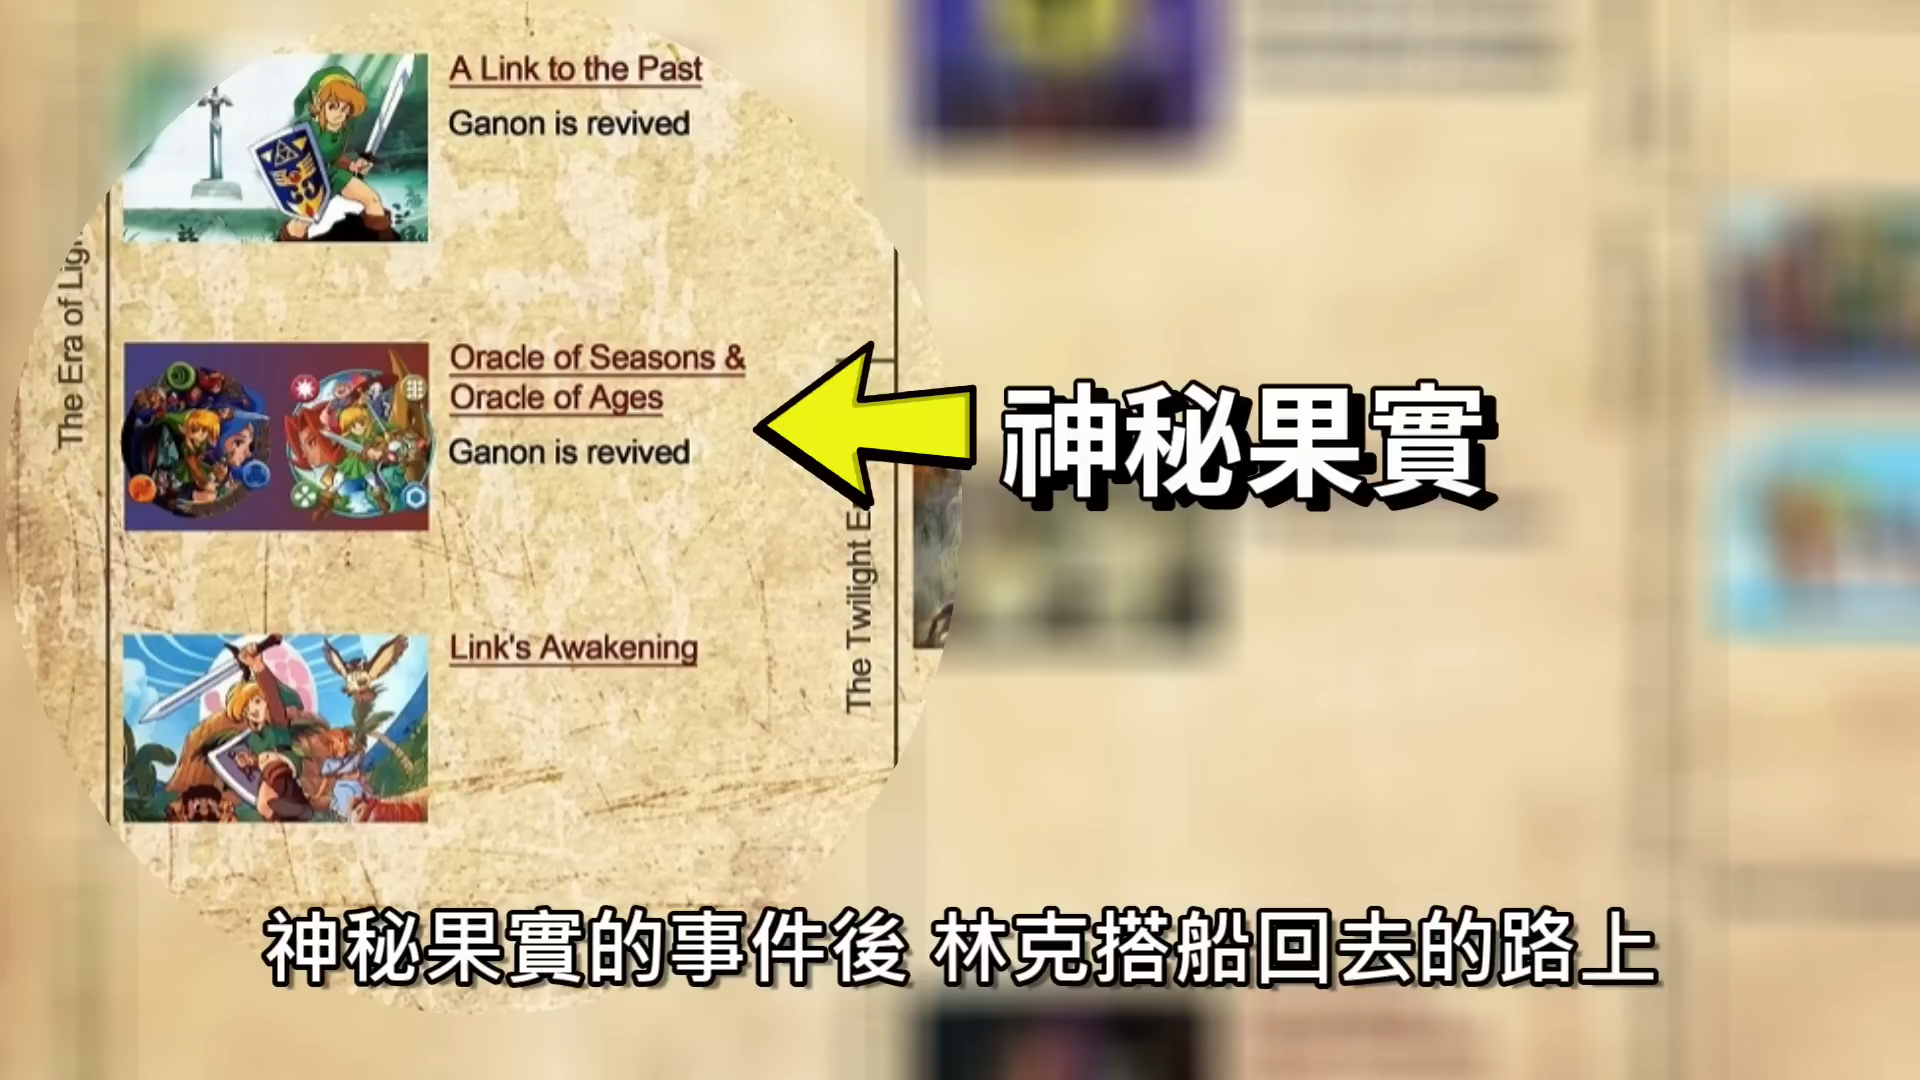 A Link to the Past
Ganon is revived
The Era of Lig
Oracle of Seasons &
Oracle of Ages
Ganon is revived
Link's Awakening
The Twilight E
神秘果實
神秘果實的事件後 林克搭船回去的路上